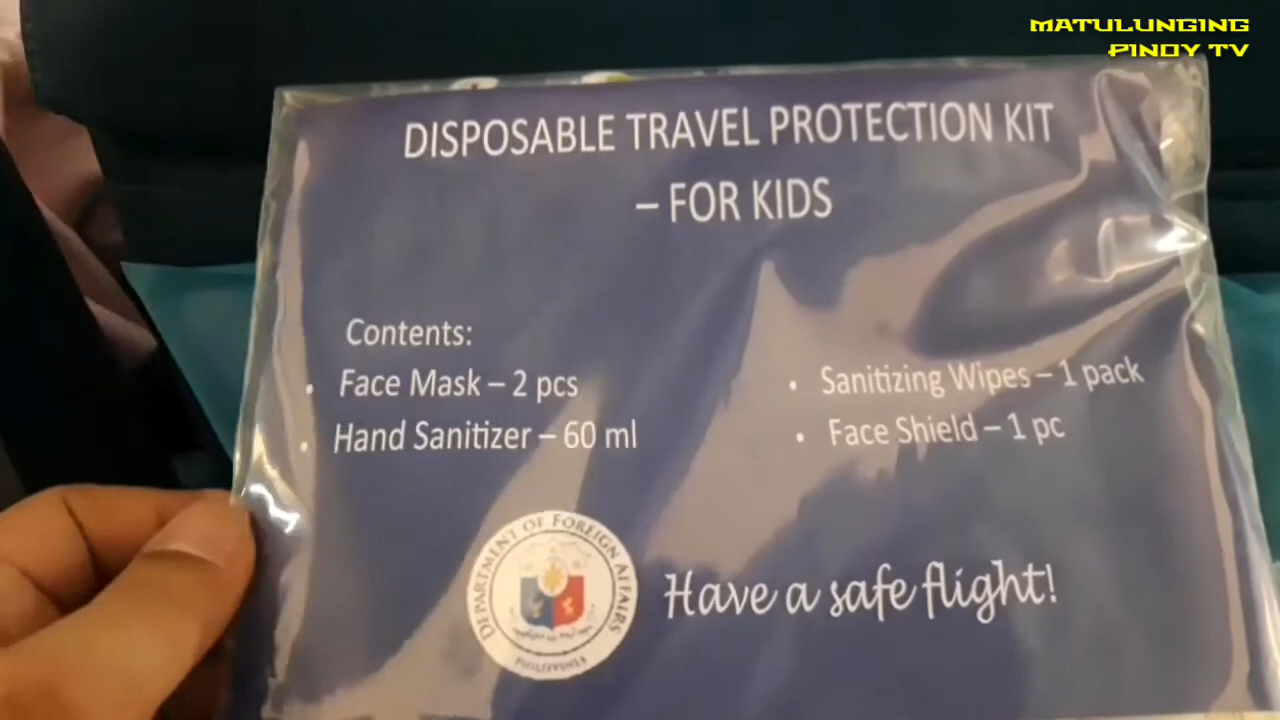 MATULUNGING
PINOY TV
DISPOSABLE TRAVEL PROTECTION KIT
– FOR KIDS
Contents:
• Face Mask – 2 pcs
• Hand Sanitizer – 60 ml
• Sanitizing Wipes – 1 pack
• Face Shield – 1 pc
DEPARTMENT OF FOREIGN AFFAIRS
PHILIPPINES
Have a safe flight!